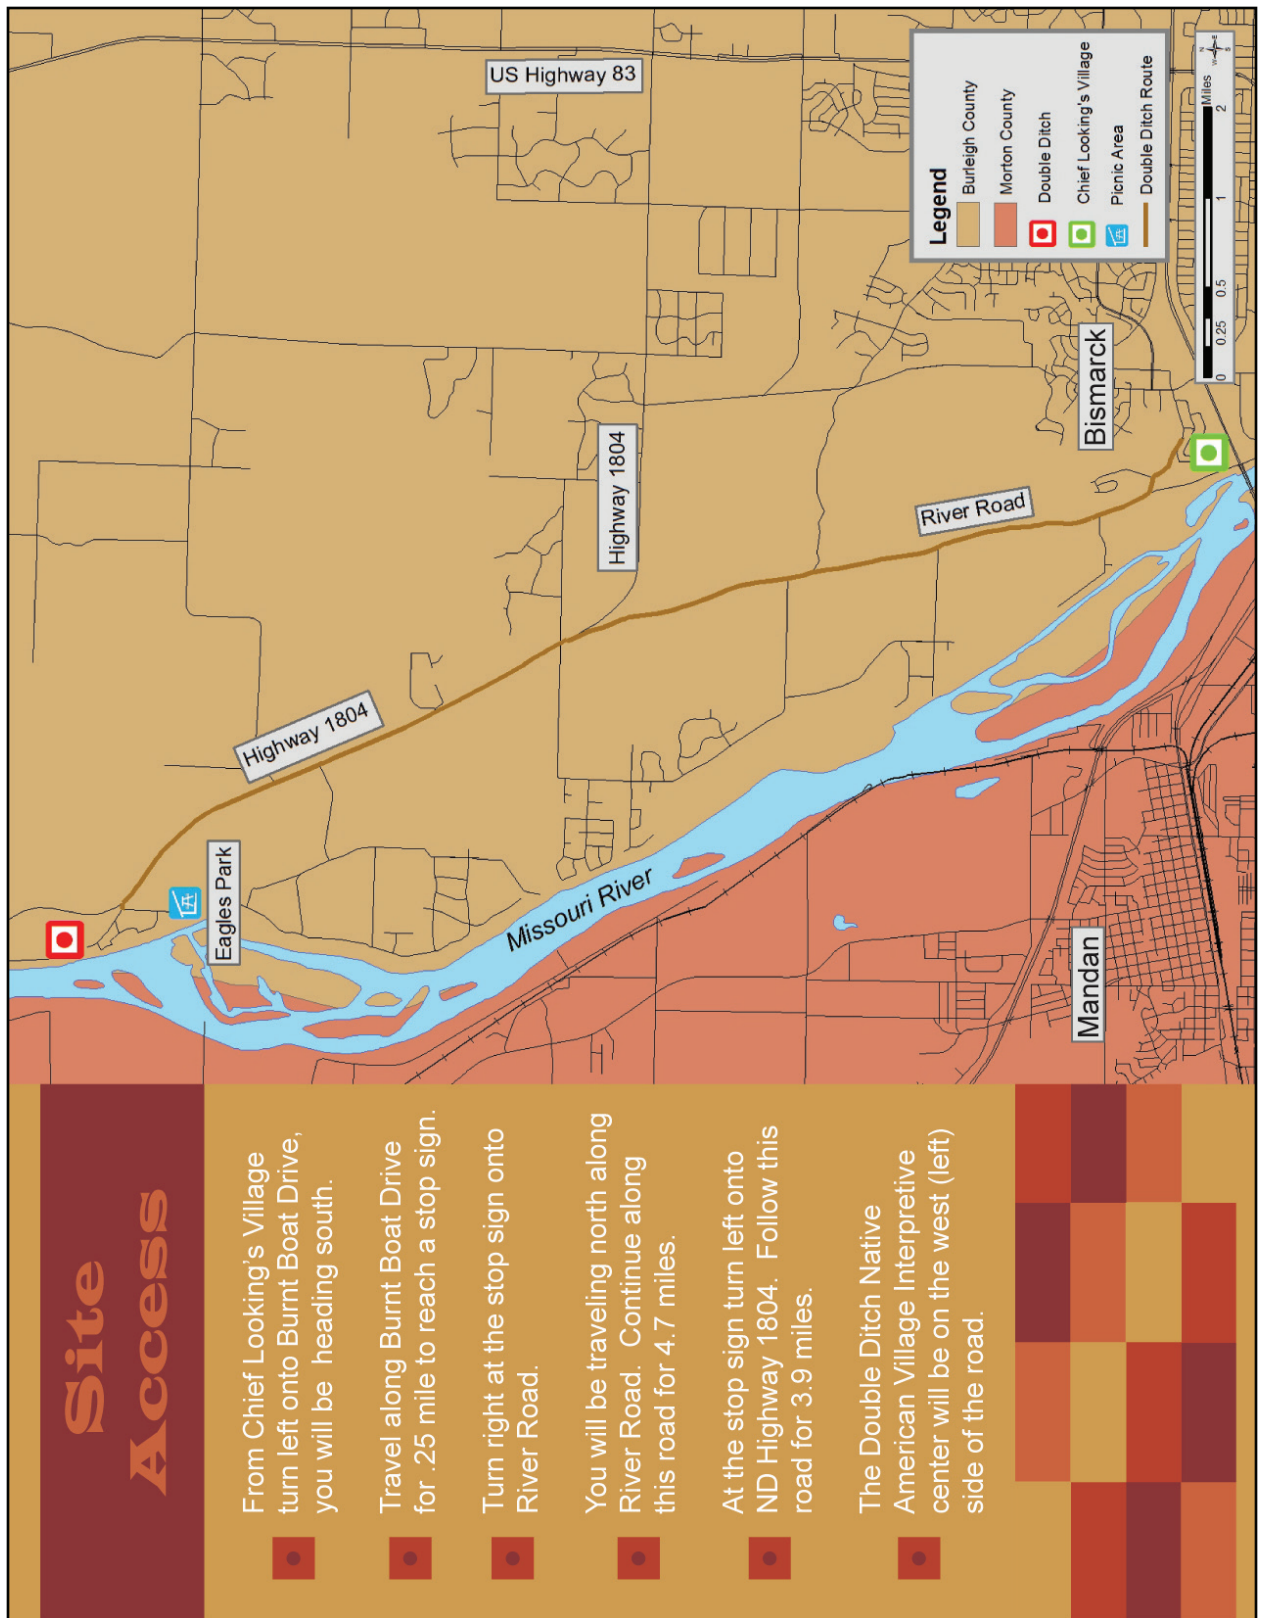 Site
Access
From Chief Looking's Village
turn left onto Burnt Boat Drive,
you will be  heading south.
Travel along Burnt Boat Drive
for .25 mile to reach a stop sign.
Turn right at the stop sign onto
River Road.
You will be traveling north along
River Road.  Continue along
this road for 4.7 miles.
At the stop sign turn left onto
ND Highway 1804.  Follow this
road for 3.9 miles.
The Double Ditch Native
American Village Interpretive
center will be on the west (left)
side of the road.
US Highway 83
Eagles Park
Highway 1804
Highway 1804
Missouri River
River Road
Mandan
Bismarck
Legend
Burleigh County
Morton County
Double Ditch
Chief Looking's Village
Picnic Area
Double Ditch Route
0 0.25 0.5 1 2
Miles
N
W E
S